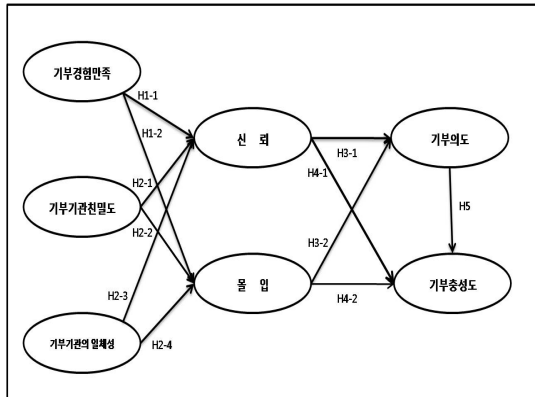 기부경험만족
H1-1
H1-2
신 뢰
기부의도
H3-1
H4-1
H2-1
기부기관친밀도
H2-2
H5
H3-2
H2-3
몰 입
기부충성도
H4-2
기부기관의 일체성
H2-4